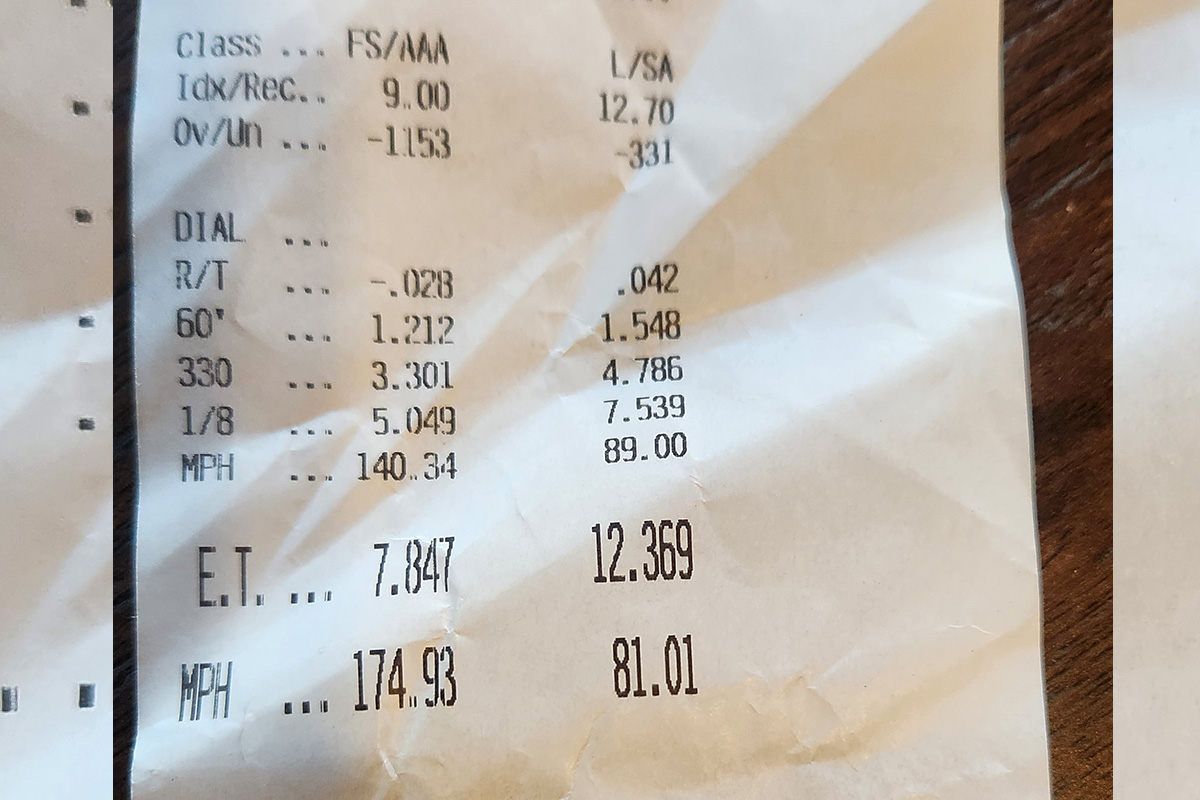 Class ... FS/AAA L/SA
Idx/Rec.. 9.00 12.70
Ov/Un ... -1153 -331
DIAL ...
R/T ... -.028 .042
60' ... 1.212 1.548
330 ... 3.301 4.786
1/8 ... 5.049 7.539
MPH ... 140.34 89.00
E.T. ... 7.847 12.369
MPH ... 174.93 81.01